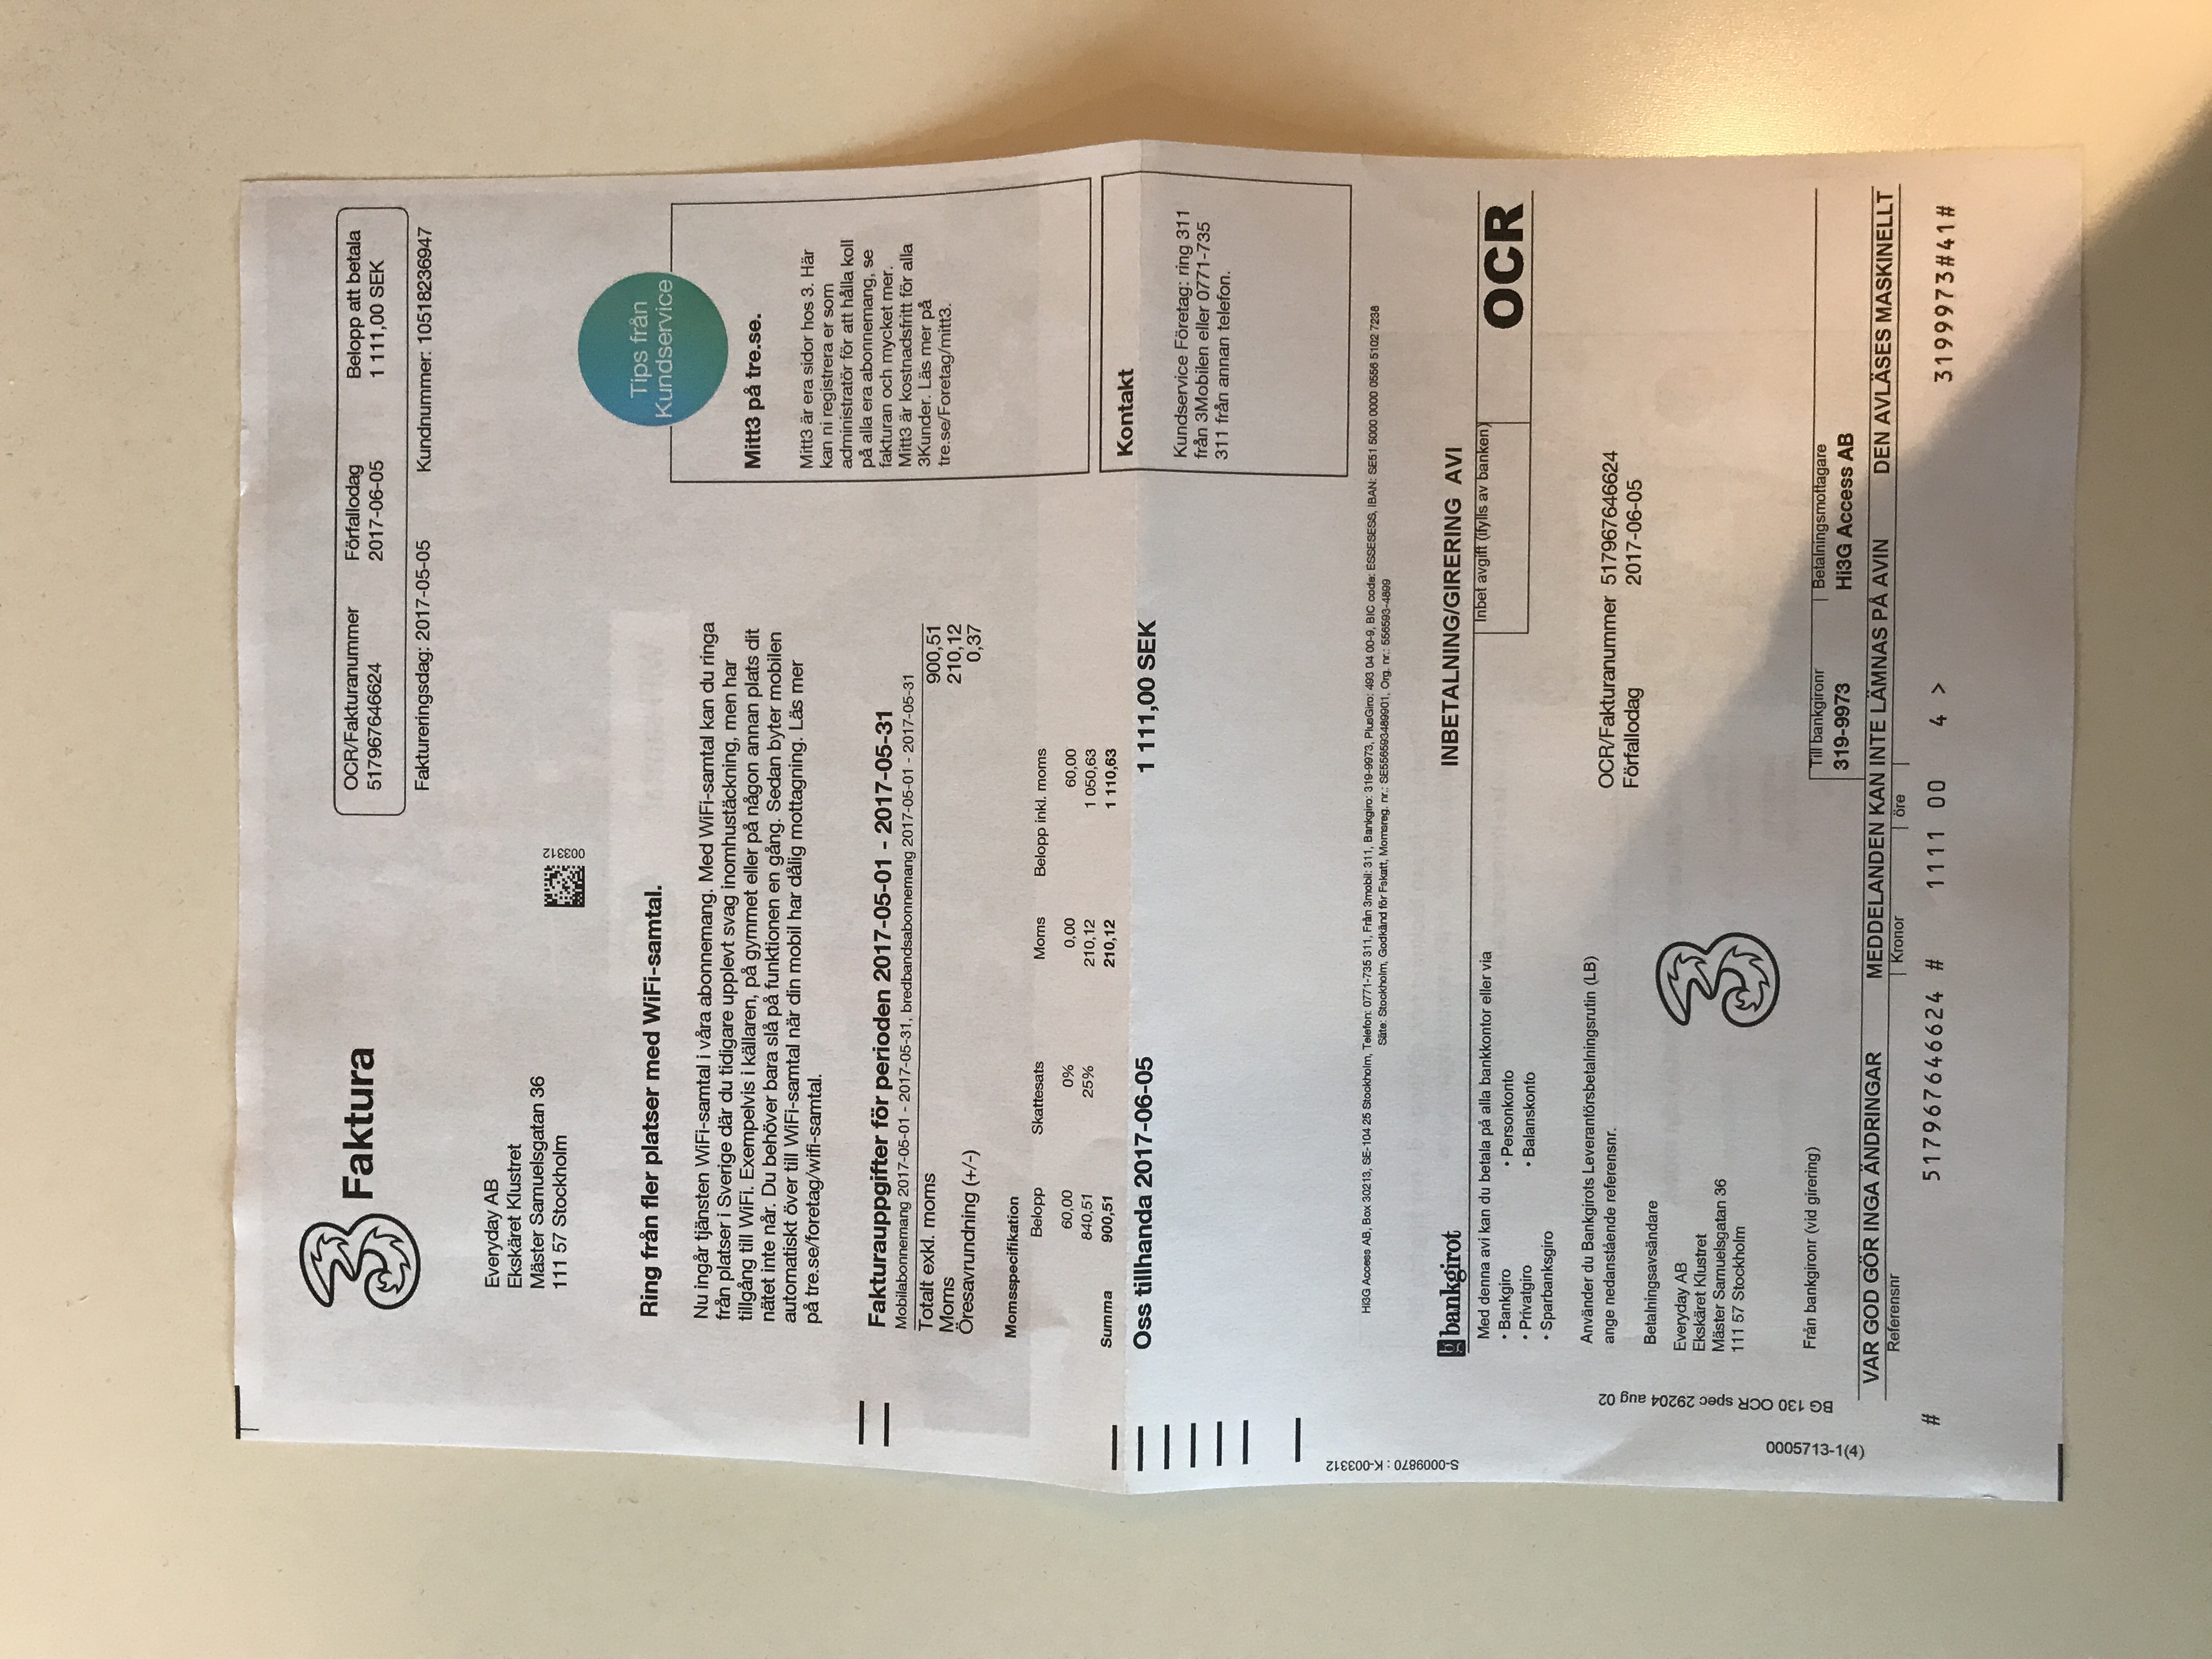 3 Faktura
OCR/Fakturanummer Förfallodag Belopp att betala
517967646624 2017-06-05 1 111,00 SEK
Faktureringsdag: 2017-05-05 Kundnummer: 10518236947
Everyday AB
Ekskäret Klustret
Mäster Samuelsgatan 36
111 57 Stockholm
003312
Ring från fler platser med WiFi-samtal.
Nu ingår tjänsten WiFi-samtal i våra abonnemang. Med WiFi-samtal kan du ringa
från platser i Sverige där du tidigare upplevt svag inomhustäckning, men har
tillgång till WiFi. Exempelvis i källaren, på gymmet eller på någon annan plats dit
nätet inte når. Du behöver bara slå på funktionen en gång. Sedan byter mobilen
automatiskt över till WiFi-samtal när din mobil har dålig mottagning. Läs mer
på tre.se/foretag/wifi-samtal.
Tips från
Kundservice
Mitt3 på tre.se.
Mitt3 är era sidor hos 3. Här
kan ni registrera er som
administratör för att hålla koll
på alla era abonnemang, se
fakturan och mycket mer.
Mitt3 är kostnadsfritt för alla
3Kunder. Läs mer på
tre.se/Foretag/mitt3.
Fakturauppgifter för perioden 2017-05-01 - 2017-05-31
Mobilabonnemang 2017-05-01 - 2017-05-31, bredbandsabonnemang 2017-05-01 - 2017-05-31
Totalt exkl. moms 900,51
Moms 210,12
Öresavrundning (+/-) 0,37
Momsspecifikation
Belopp Skattesats Moms Belopp inkl. moms
60,00 0% 0,00 60,00
840,51 25% 210,12 1 050,63
Summa 900,51 210,12 1 110,63
Oss tillhanda 2017-06-05 1 111,00 SEK
Kontakt
Kundservice Företag: ring 311
från 3Mobilen eller 0771-735
311 från annan telefon.
S-0009870 : K-003312
Hi3G Access AB, Box 30213, SE-104 25 Stockholm, Telefon: 0771-735 311, Från 3mobil: 311, Bankgiro: 319-9973, PlusGiro: 493 04 00-9, BIC code: ESSESESS, IBAN: SE51 5000 0000 0556 5102 7238
Säte: Stockholm, Godkänd för Fskatt, Momsreg. nr.: SE556593489901, Org. nr.: 556593-4899
bankgirot INBETALNING/GIRERING AVI
Med denna avi kan du betala på alla bankkontor eller via
• Bankgiro • Personkonto
• Privatgiro • Balanskonto
• Sparbanksgiro
Inbet avgift (ifylls av banken)
OCR
Använder du Bankgirots Leverantörsbetalningsrutin (LB)
ange nedanstående referensnr.
OCR/Fakturanummer 517967646624
Förfallodag 2017-06-05
Betalningsavsändare
Everyday AB
Ekskäret Klustret
Mäster Samuelsgatan 36
111 57 Stockholm
3
BG 130 OCR spec 29204 aug 02
0005713-1(4)
Från bankgironr (vid girering)
Till bankgironr Betalningsmottagare
319-9973 Hi3G Access AB
VAR GOD GÖR INGA ÄNDRINGAR MEDDELANDEN KAN INTE LÄMNAS PÅ AVIN DEN AVLÄSES MASKINELLT
Referensnr Kronor öre
# 517967646624 # 1111 00 4 > 3199973#41#